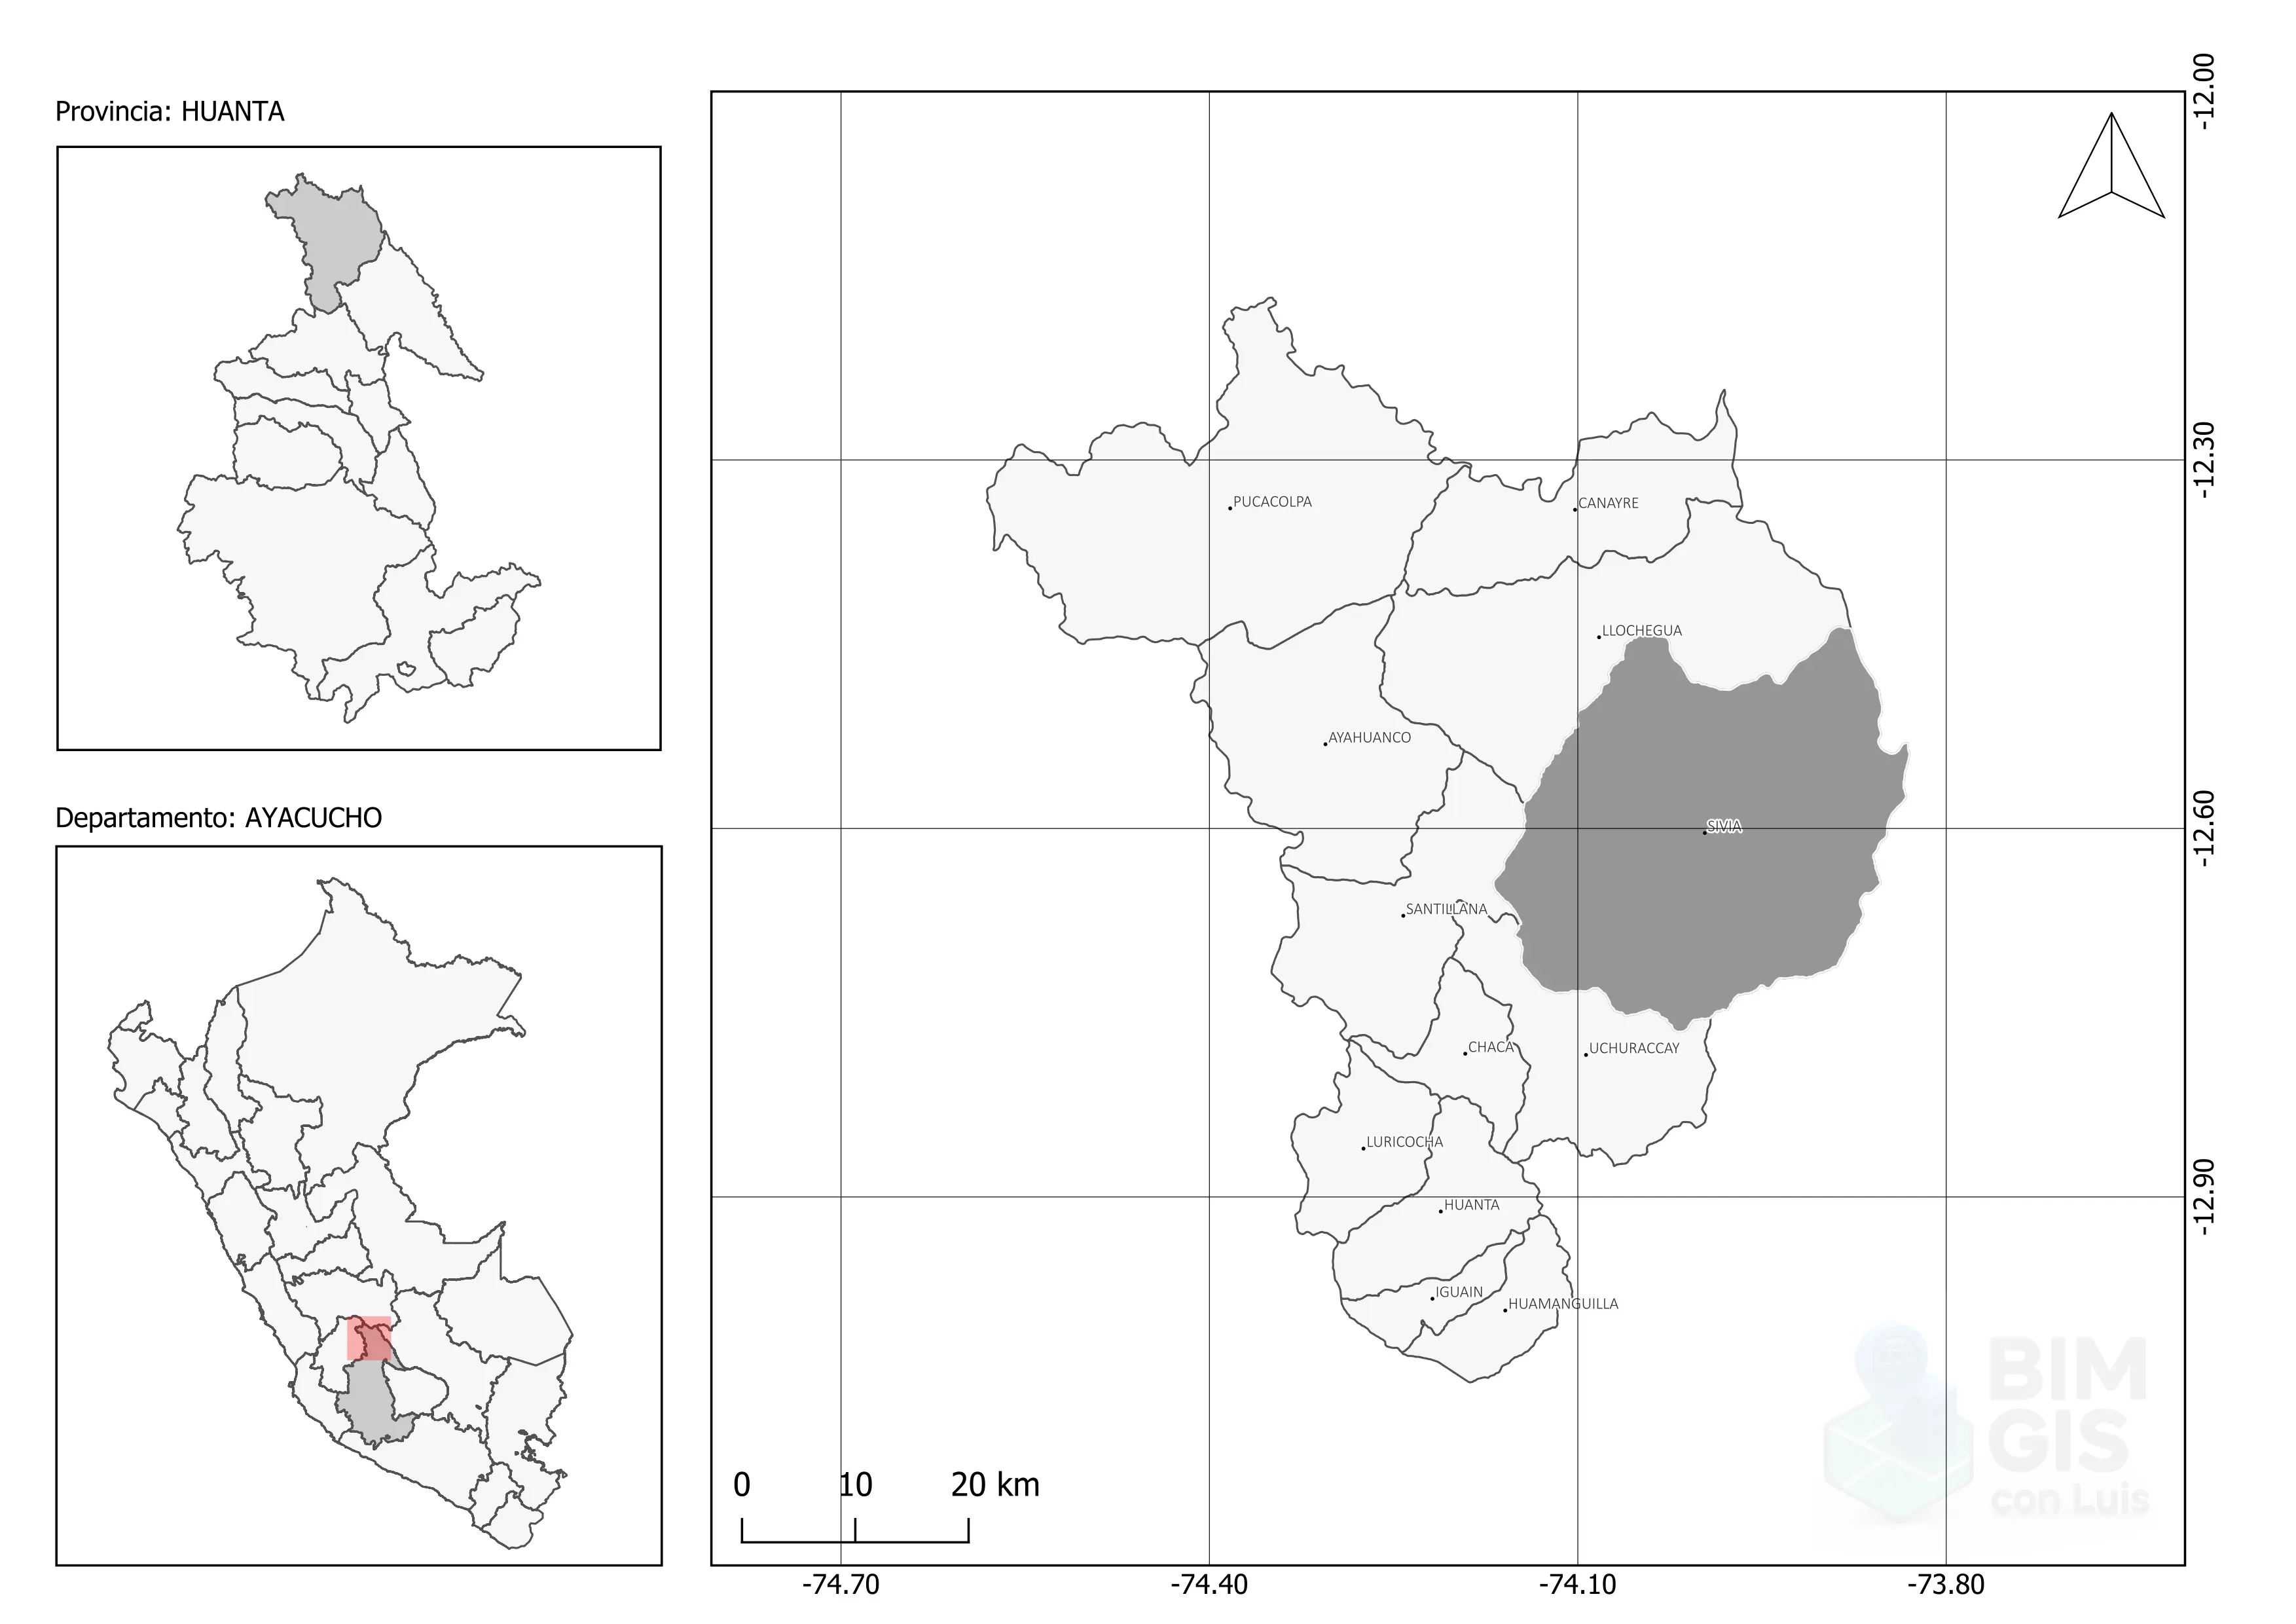 Provincia: HUANTA
Departamento: AYACUCHO
-12.00
-12.30
-12.60
-12.90
PUCACOLPA
CANAYRE
LLOCHEGUA
AYAHUANCO
SIVIA
SANTILLANA
CHACA
UCHURACCAY
LURICOCHA
HUANTA
IGUAIN
HUAMANGUILLA
BIM
GIS
con Luis
0 10 20 km
-74.70 -74.40 -74.10 -73.80